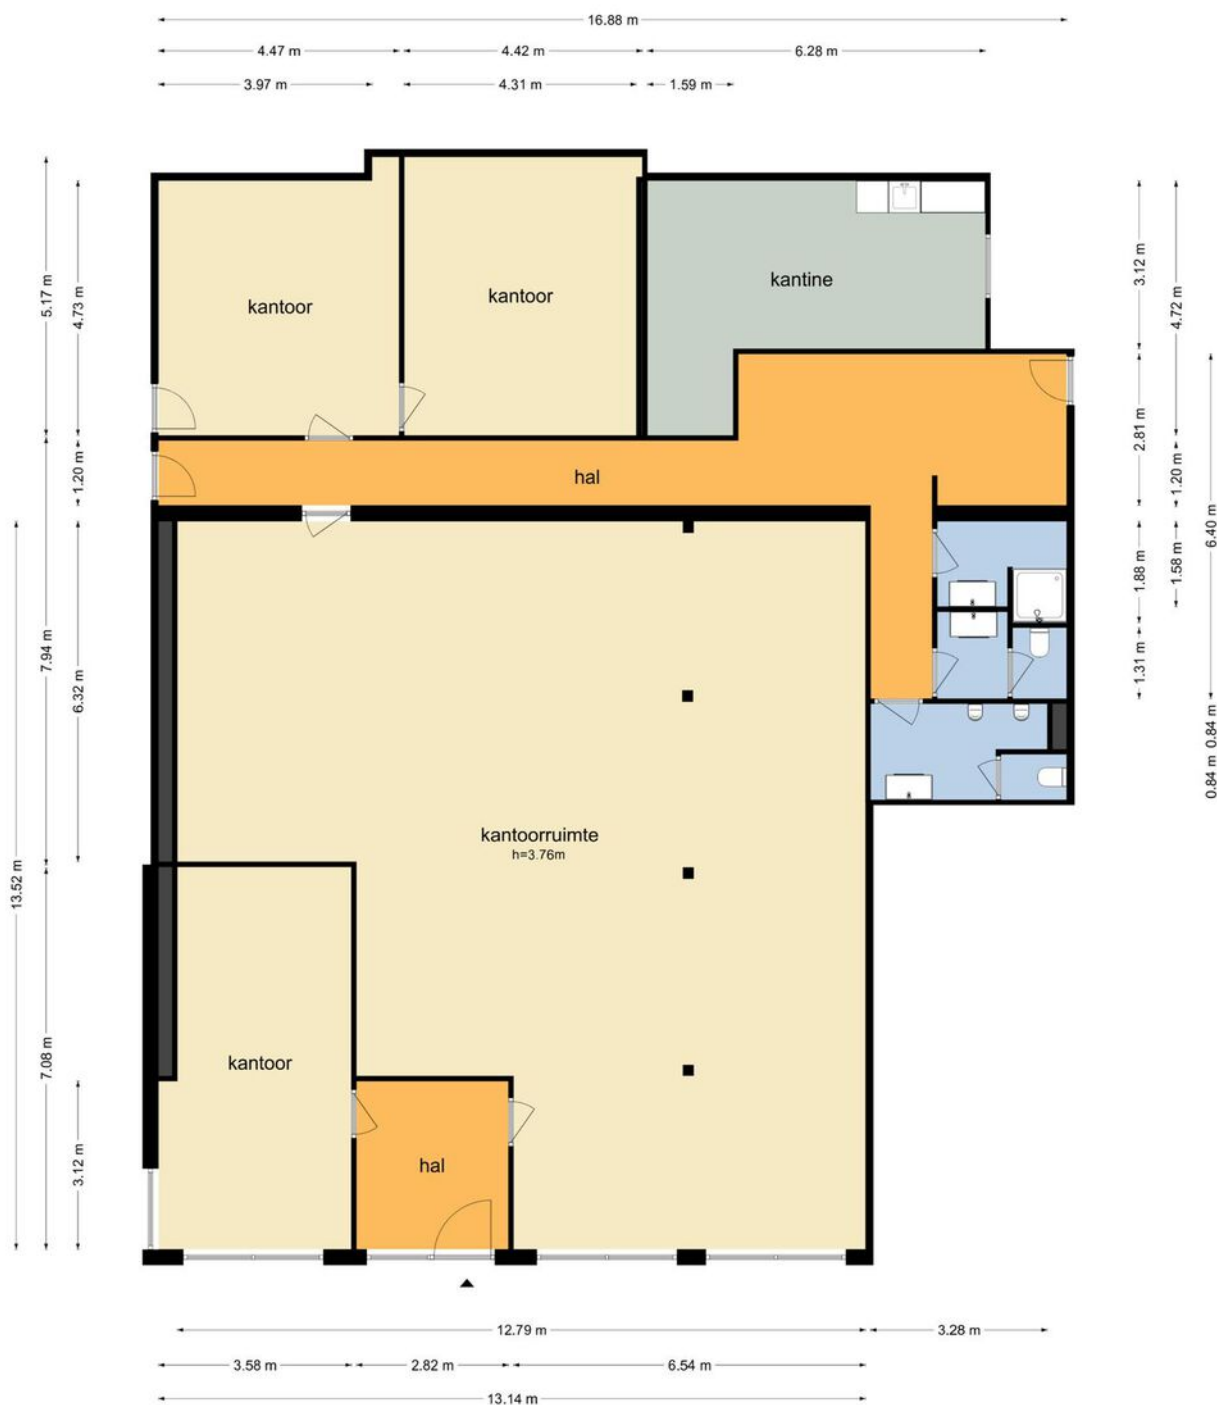 16.88 m
4.47 m
4.42 m
6.28 m
3.97 m
4.31 m
1.59 m
5.17 m
4.73 m
3.12 m
4.72 m
kantoor
kantoor
kantine
1.20 m
hal
2.81 m
1.20 m
6.40 m
7.94 m
6.32 m
1.88 m
1.58 m
1.31 m
0.84 m
0.84 m
kantoorruimte
h=3.76m
13.52 m
7.08 m
3.12 m
kantoor
hal
12.79 m
3.28 m
3.58 m
2.82 m
6.54 m
13.14 m